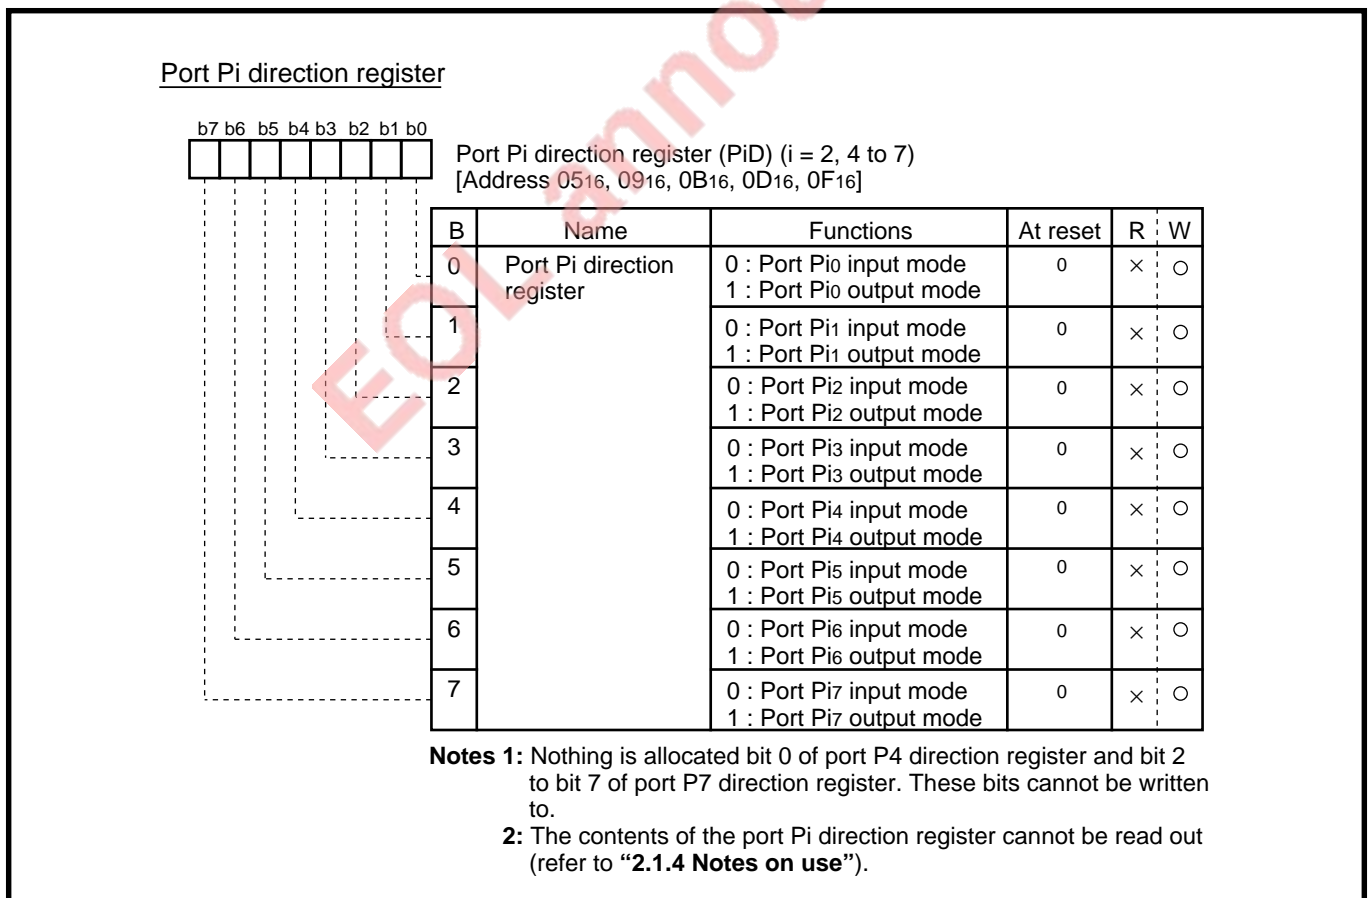 EOL anno
Port Pi direction register
b7 b6 b5 b4 b3 b2 b1 b0
Port Pi direction register (PiD) (i = 2, 4 to 7)
[Address 0516, 0916, 0B16, 0D16, 0F16]
B Name Functions At reset R W
0 Port Pi direction 0 : Port Pi0 input mode 0 × ○
register 1 : Port Pi0 output mode
1 0 : Port Pi1 input mode 0 × ○
1 : Port Pi1 output mode
2 0 : Port Pi2 input mode 0 × ○
1 : Port Pi2 output mode
3 0 : Port Pi3 input mode 0 × ○
1 : Port Pi3 output mode
4 0 : Port Pi4 input mode 0 × ○
1 : Port Pi4 output mode
5 0 : Port Pi5 input mode 0 × ○
1 : Port Pi5 output mode
6 0 : Port Pi6 input mode 0 × ○
1 : Port Pi6 output mode
7 0 : Port Pi7 input mode 0 × ○
1 : Port Pi7 output mode
Notes 1: Nothing is allocated bit 0 of port P4 direction register and bit 2
to bit 7 of port P7 direction register. These bits cannot be written
to.
2: The contents of the port Pi direction register cannot be read out
(refer to “2.1.4 Notes on use”).